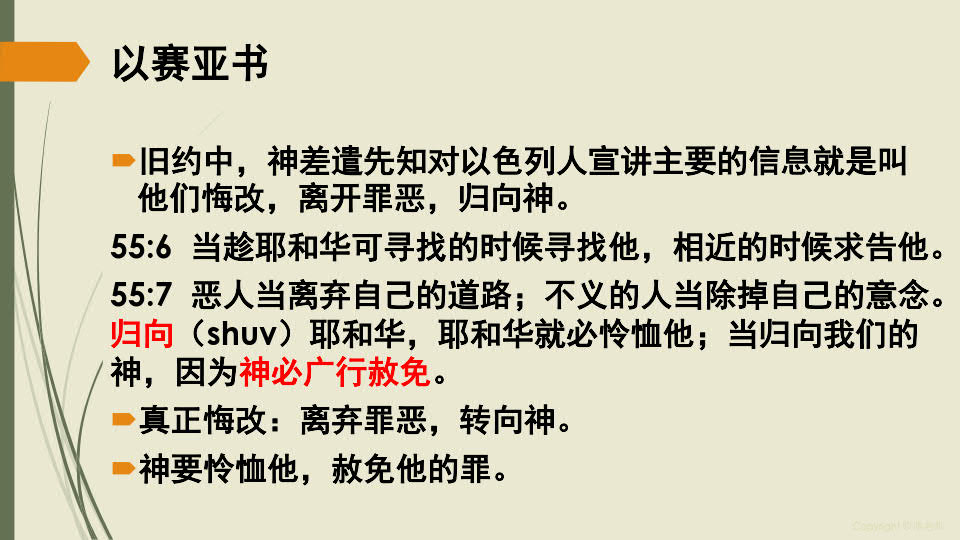 以赛亚书
旧约中，神差遣先知对以色列人宣讲主要的信息就是叫
他们悔改，离开罪恶，归向神。
55:6 当趁耶和华可寻找的时候寻找他，相近的时候求告他。
55:7 恶人当离弃自己的道路；不义的人当除掉自己的意念。
归向（shuv）耶和华，耶和华就必怜恤他；当归向我们的
神，因为神必广行赦免。
真正悔改：离弃罪恶，转向神。
神要怜恤他，赦免他的罪。
Copyright